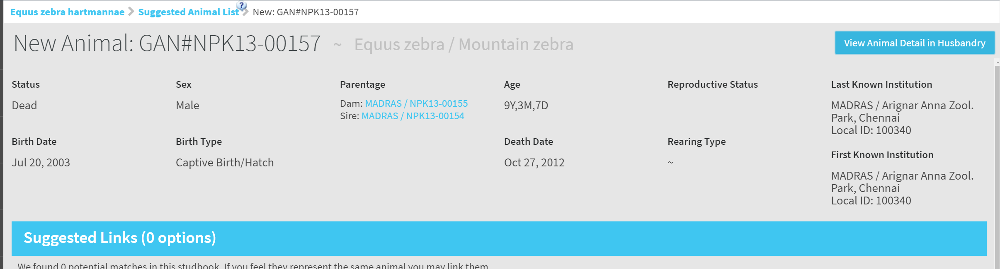 Equus zebra hartmannae Suggested Animal List New: GAN#NPK13-00157
New Animal: GAN#NPK13-00157 ~ Equus zebra / Mountain zebra
View Animal Detail in Husbandry
Status
Dead
Sex
Male
Parentage
Dam: MADRAS / NPK13-00155
Sire: MADRAS / NPK13-00154
Age
9Y,3M,7D
Reproductive Status
Last Known Institution
MADRAS / Arignar Anna Zool.
Park, Chennai
Local ID: 100340
Birth Date
Jul 20, 2003
Birth Type
Captive Birth/Hatch
Death Date
Oct 27, 2012
Rearing Type
~
First Known Institution
MADRAS / Arignar Anna Zool.
Park, Chennai
Local ID: 100340
Suggested Links (0 options)
We found 0 potential matches in this studbook. If you feel they represent the same animal you may link them